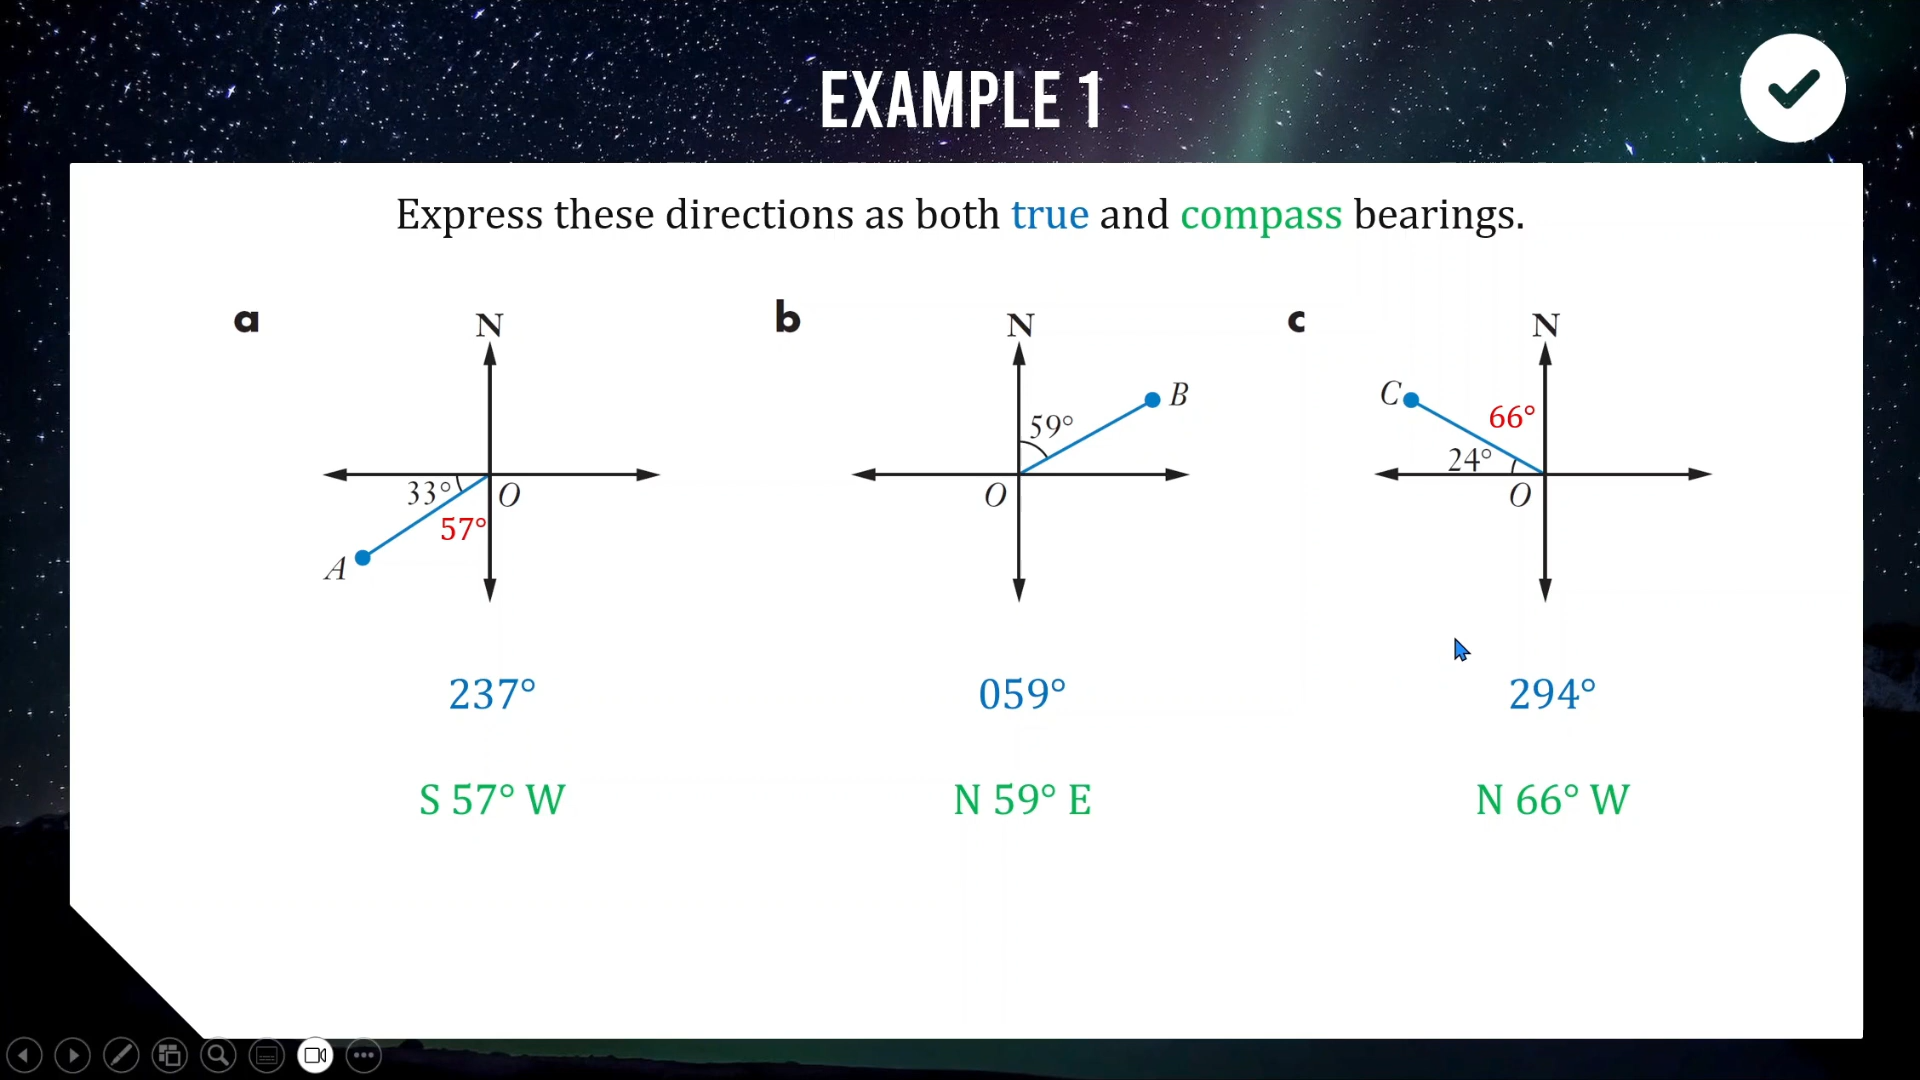 EXAMPLE 1
Express these directions as both true and compass bearings.
a
N
33°
O
57°
A
237°
S 57° W
b
N
B
59°
O
059°
N 59° E
c
N
C
66°
24°
O
294°
N 66° W